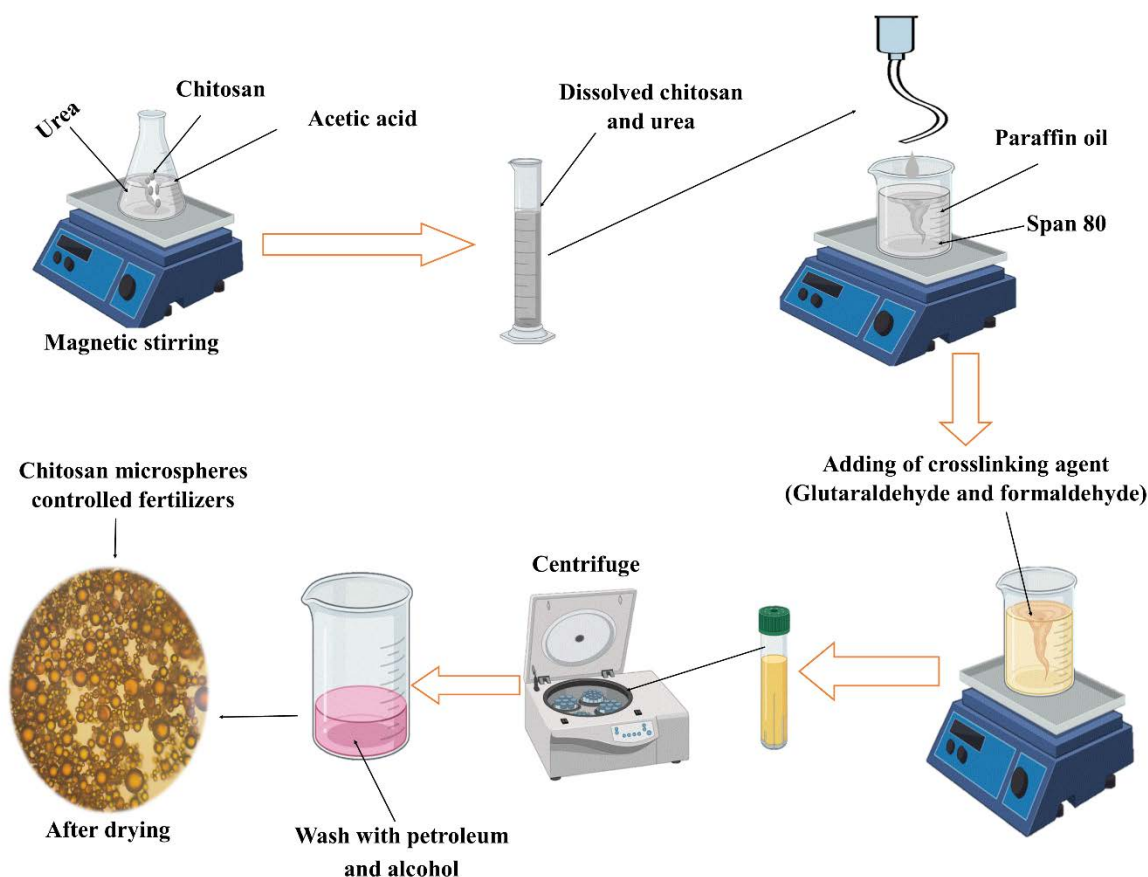 Chitosan
Urea
Acetic acid
Magnetic stirring
Dissolved chitosan
and urea
Paraffin oil
Span 80
Adding of crosslinking agent
(Glutaraldehyde and formaldehyde)
Centrifuge
Wash with petroleum
and alcohol
Chitosan microspheres
controlled fertilizers
After drying